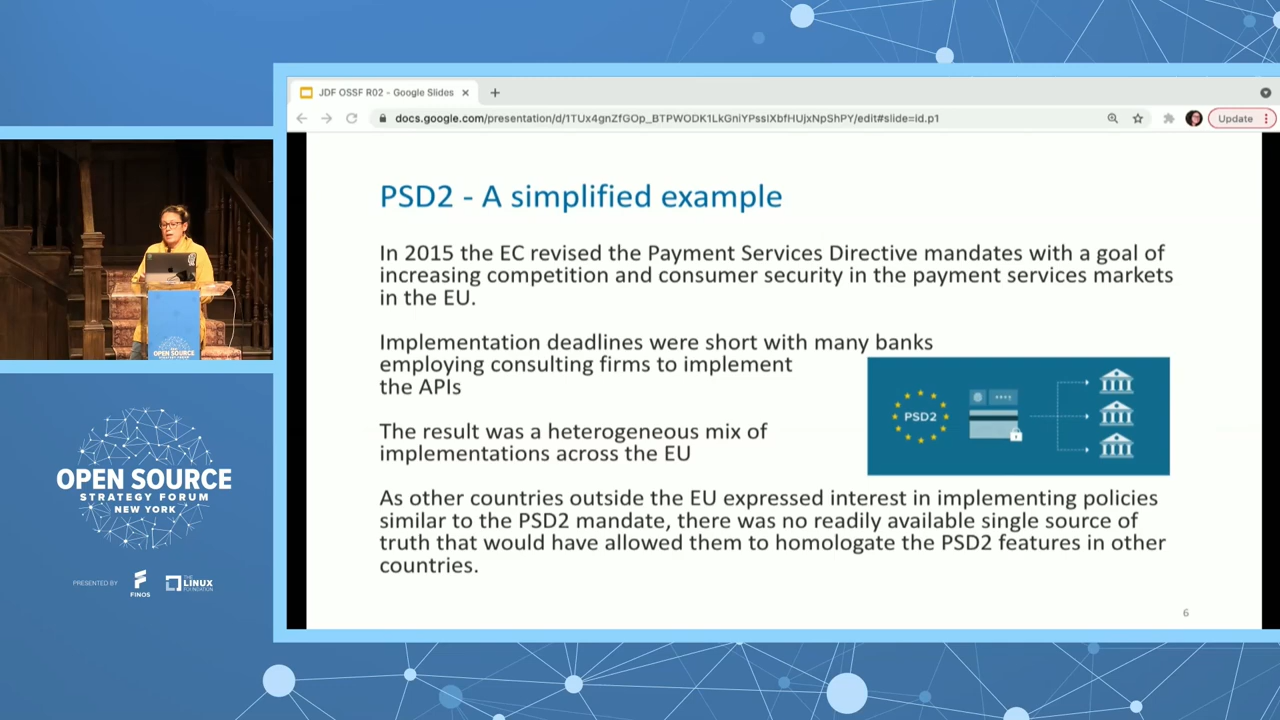 JDF OSSF R02 - Google Slides
docs.google.com/presentation/d/1TUx4gnZfGOp_BTPWODK1LkGniYPssIXbfHUjxNpShPY/edit#slide=id.p1
Update
PSD2 - A simplified example
In 2015 the EC revised the Payment Services Directive mandates with a goal of
increasing competition and consumer security in the payment services markets
in the EU.
Implementation deadlines were short with many banks
employing consulting firms to implement
the APIs
PSD2
The result was a heterogeneous mix of
implementations across the EU
As other countries outside the EU expressed interest in implementing policies
similar to the PSD2 mandate, there was no readily available single source of
truth that would have allowed them to homologate the PSD2 features in other
countries.
6
OPEN SOURCE
STRATEGY FORUM
OPEN SOURCE
STRATEGY FORUM
NEW YORK
PRESENTED BY
FINOS
THE
LINUX
FOUNDATION